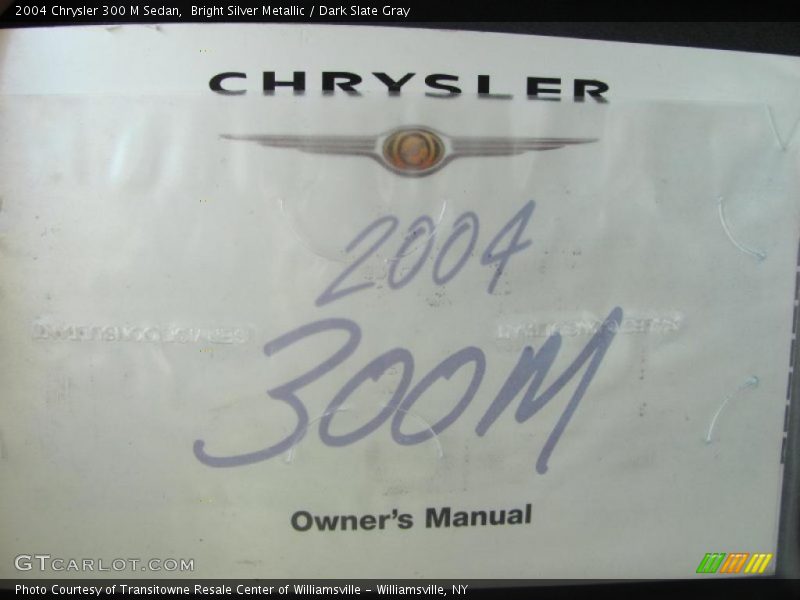 2004 Chrysler 300 M Sedan, Bright Silver Metallic / Dark Slate Gray
CHRYSLER
2004
300M
Owner's Manual
GTCARLOT.COM
Photo Courtesy of Transitowne Resale Center of Williamsville - Williamsville, NY